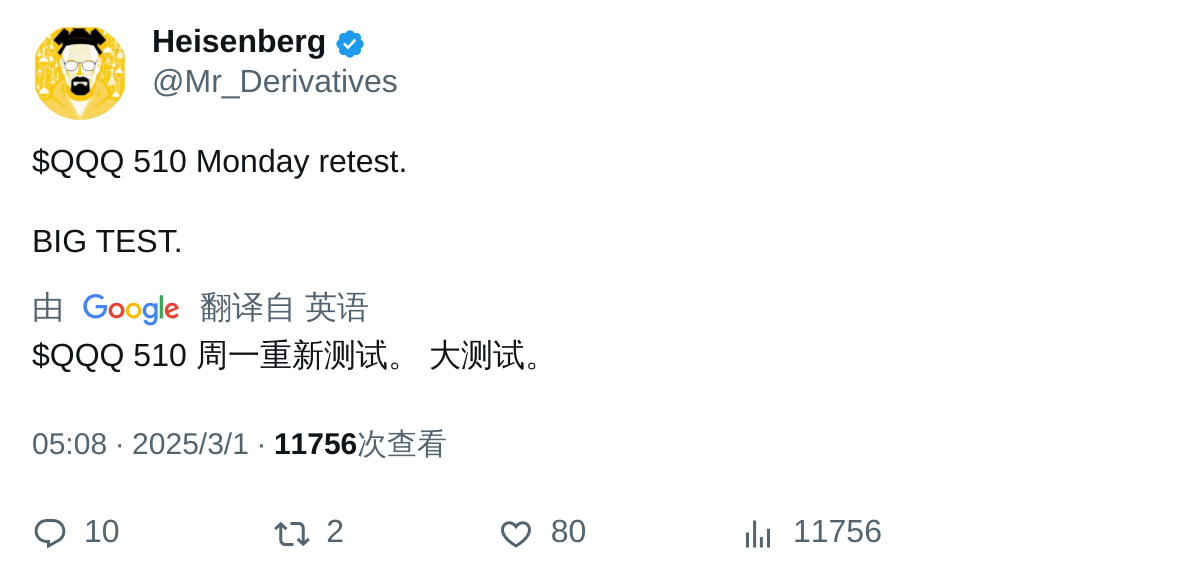 Heisenberg
@Mr_Derivatives
$QQQ 510 Monday retest.
BIG TEST.
由 Google 翻译自 英语
$QQQ 510 周一重新测试。 大测试。
05:08 · 2025/3/1 · 11756次查看
10 2 80 11756